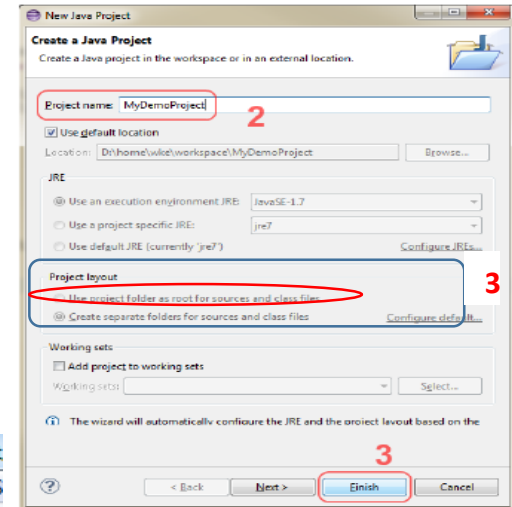 New Java Project
Create a Java Project
Create a Java project in the workspace or in an external location.
Project name: MyDemoProject
2
Use default location
Location: D:\home\wke\workspace\MyDemoProject Browse...
JRE
Use an execution environment JRE: JavaSE-1.7
Use a project specific JRE: jre7
Use default JRE (currently 'jre7') Configure JREs...
Project layout
3
Use project folder as root for sources and class files
Create separate folders for sources and class files Configure default...
Working sets
Add project to working sets
Working sets: Select...
The wizard will automatically configure the JRE and the project layout based on the
3
< Back Next > Finish Cancel